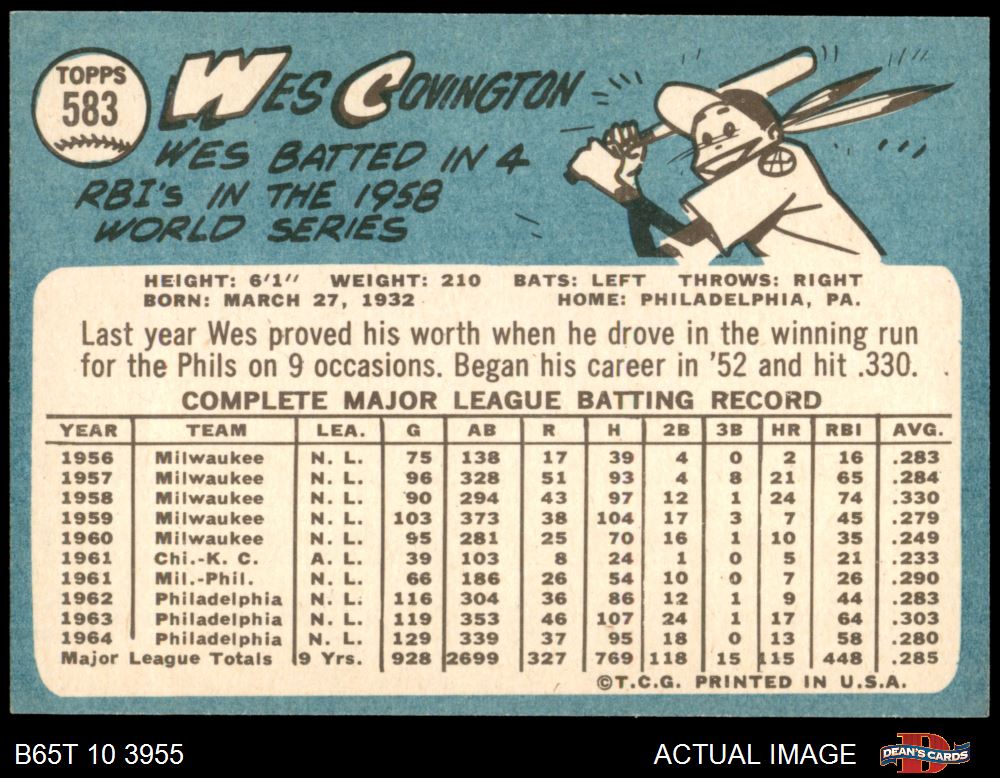 TOPPS
583
WES COVINGTON
WES BATTED IN 4
RBI'S IN THE 1958
WORLD SERIES
HEIGHT: 6'1" WEIGHT: 210 BATS: LEFT THROWS: RIGHT
BORN: MARCH 27, 1932 HOME: PHILADELPHIA, PA.
Last year Wes proved his worth when he drove in the winning run
for the Phils on 9 occasions. Began his career in '52 and hit .330.
COMPLETE MAJOR LEAGUE BATTING RECORD
YEAR TEAM LEA. G AB R H 2B 3B HR RBI AVG.
1956 Milwaukee N. L. 75 138 17 39 4 0 2 16 .283
1957 Milwaukee N. L. 96 328 51 93 4 8 21 65 .284
1958 Milwaukee N. L. 90 294 43 97 12 1 24 74 .330
1959 Milwaukee N. L. 103 373 38 104 17 3 7 45 .279
1960 Milwaukee N. L. 95 281 25 70 16 1 10 35 .249
1961 Chi.-K. C. A. L. 39 103 8 24 1 0 5 21 .233
1961 Mil.-Phil. N. L. 66 186 26 54 10 0 7 26 .290
1962 Philadelphia N. L. 116 304 36 86 12 1 9 44 .283
1963 Philadelphia N. L. 119 353 46 107 24 1 17 64 .303
1964 Philadelphia N. L. 129 339 37 95 18 0 13 58 .280
Major League Totals 9 Yrs. 928 2699 327 769 118 15 115 448 .285
©T.C.G. PRINTED IN U.S.A.
B65T 10 3955 ACTUAL IMAGE DEAN'S CARDS